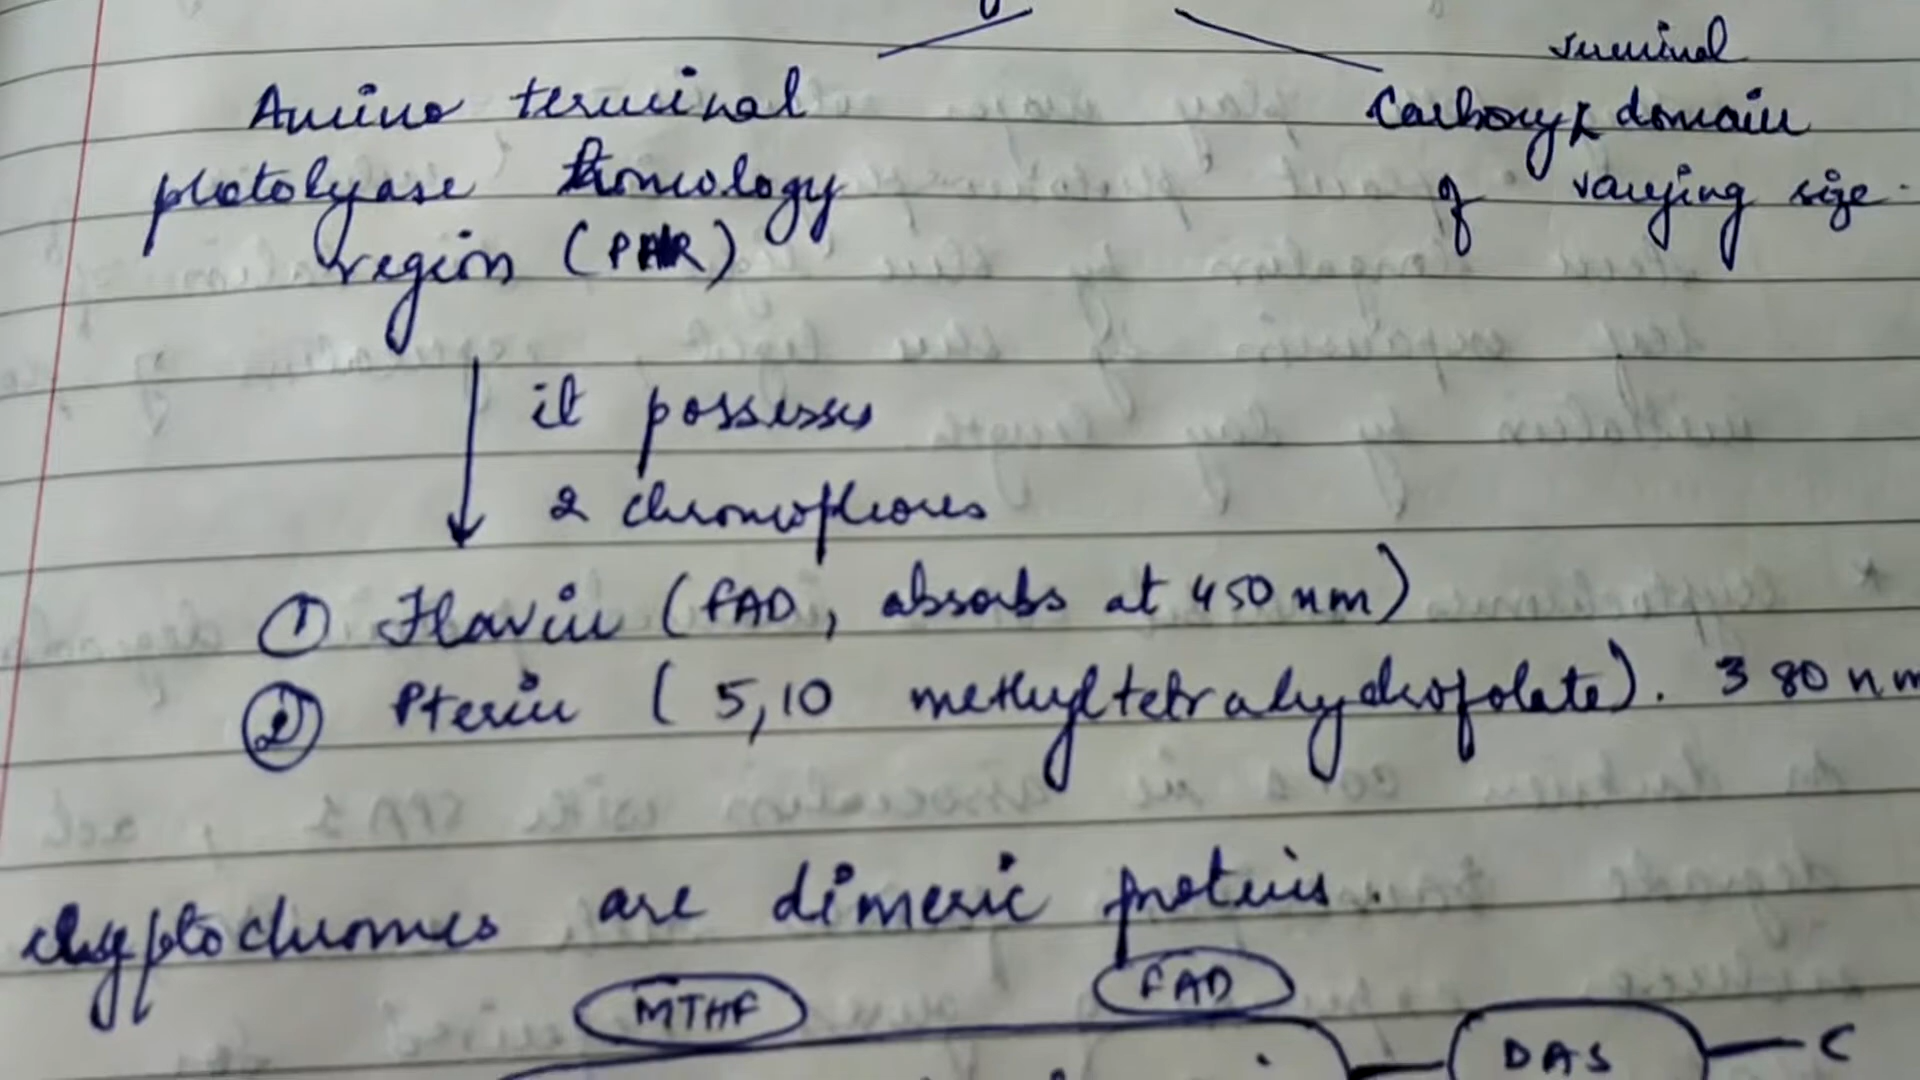 Amino terminal
photolyase homology
region (PHR)
terminal
Carboxy domain
of varying size.
it possesses
2 chromophores
① Flavin (FAD, absorbs at 450 nm)
② Pterin (5,10 methyltetrahydrofolate). 380 nm
Cryptochromes are dimeric proteins.
MTHF
FAD
DAS
C